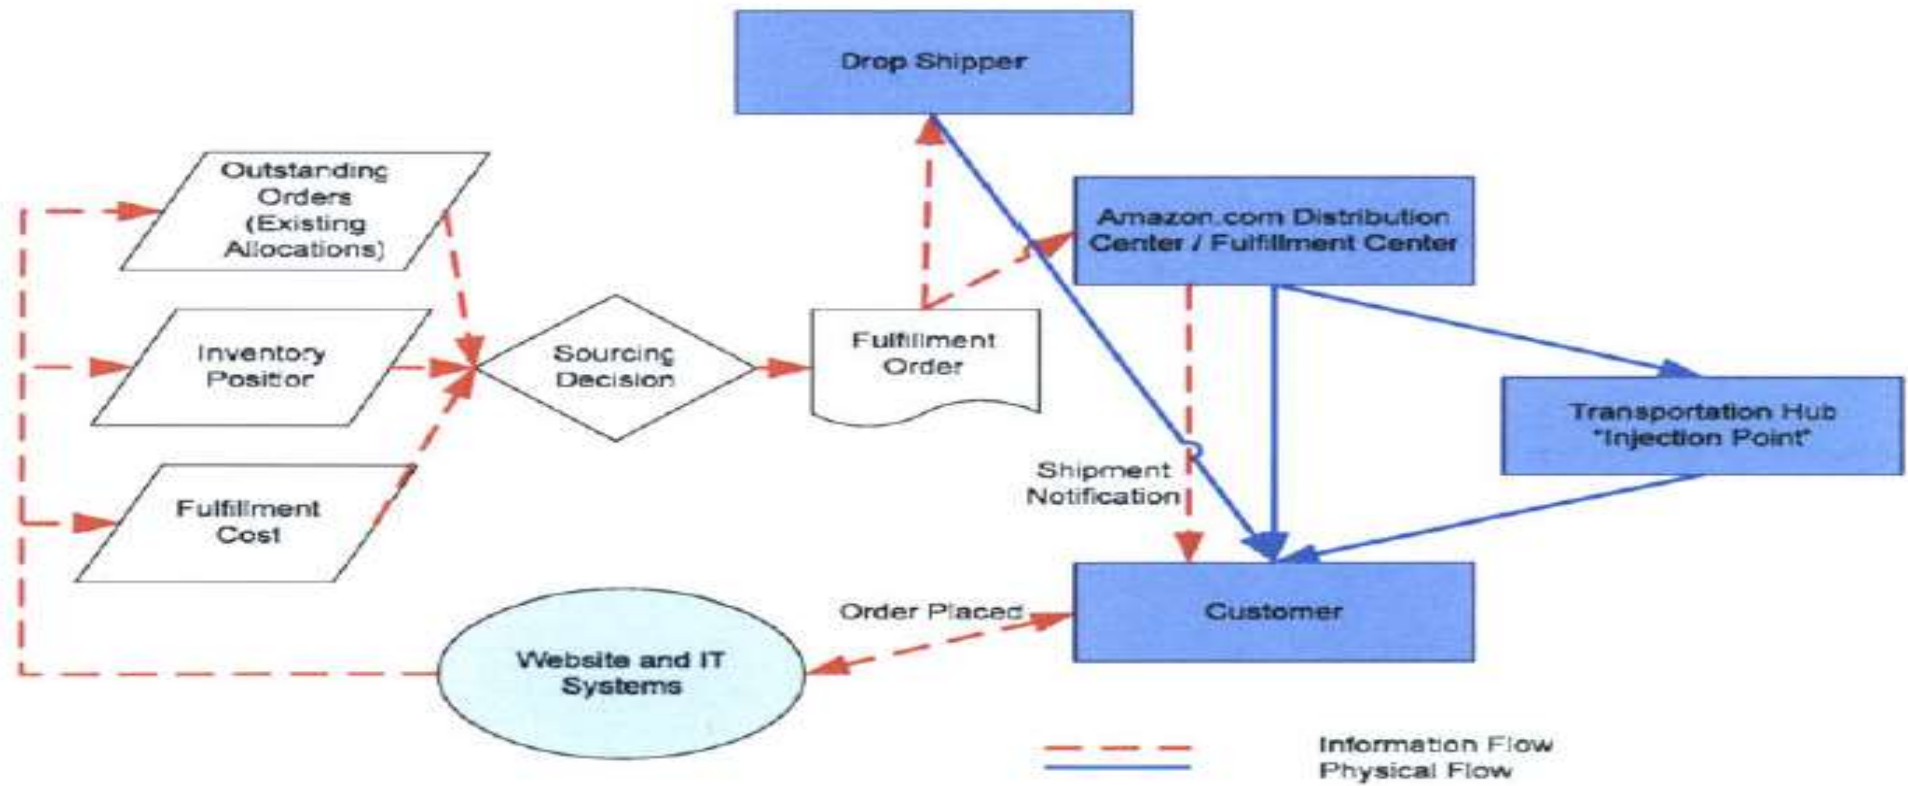 Drop Shipper
Outstanding
Orders
(Existing
Allocations)
Amazon.com Distribution
Center / Fulfillment Center
Inventory
Position
Sourcing
Decision
Fulfillment
Order
Transportation Hub
"Injection Point"
Shipment
Notification
Fulfillment
Cost
Order Placed
Customer
Website and IT
Systems
Information Flow
Physical Flow